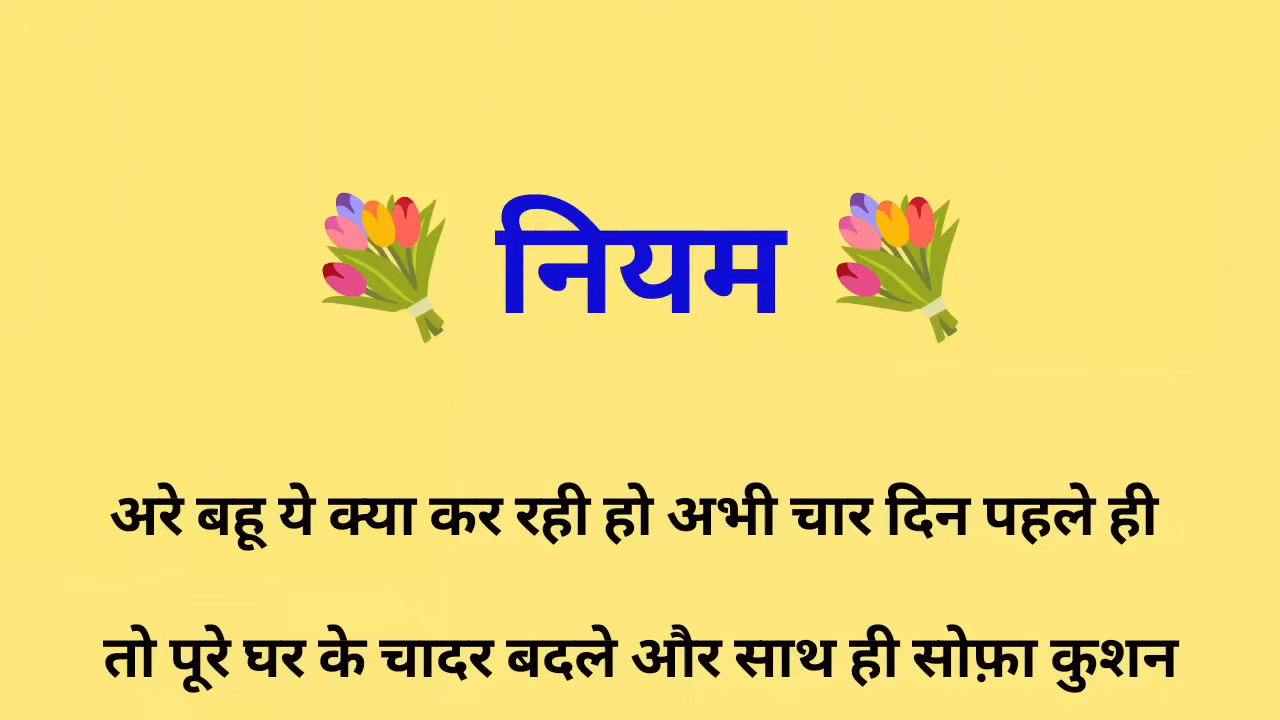 नियम
अरे बहू ये क्या कर रही हो अभी चार दिन पहले ही
तो पूरे घर के चादर बदले और साथ ही सोफ़ा कुशन